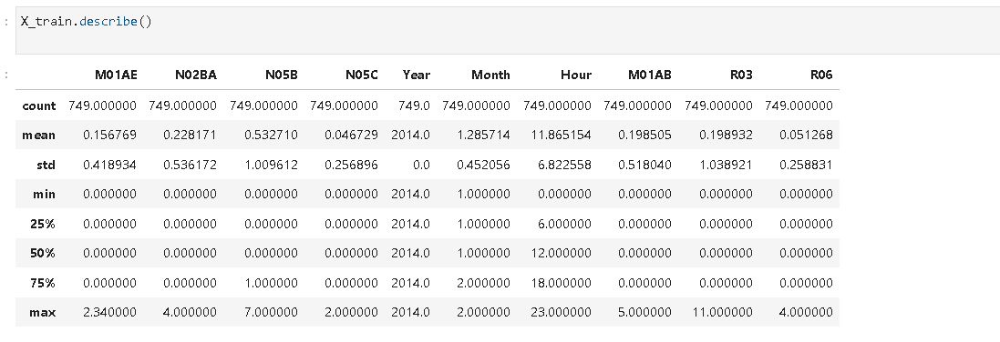 : X_train.describe()
: M01AE N02BA N05B N05C Year Month Hour M01AB R03 R06
count 749.000000 749.000000 749.000000 749.000000 749.0 749.000000 749.000000 749.000000 749.000000 749.000000
mean 0.156769 0.228171 0.532710 0.046729 2014.0 1.285714 11.865154 0.198505 0.198932 0.051268
std 0.418934 0.536172 1.009612 0.256896 0.0 0.452056 6.822558 0.518040 1.038921 0.258831
min 0.000000 0.000000 0.000000 0.000000 2014.0 1.000000 0.000000 0.000000 0.000000 0.000000
25% 0.000000 0.000000 0.000000 0.000000 2014.0 1.000000 6.000000 0.000000 0.000000 0.000000
50% 0.000000 0.000000 0.000000 0.000000 2014.0 1.000000 12.000000 0.000000 0.000000 0.000000
75% 0.000000 0.000000 1.000000 0.000000 2014.0 2.000000 18.000000 0.000000 0.000000 0.000000
max 2.340000 4.000000 7.000000 2.000000 2014.0 2.000000 23.000000 5.000000 11.000000 4.000000